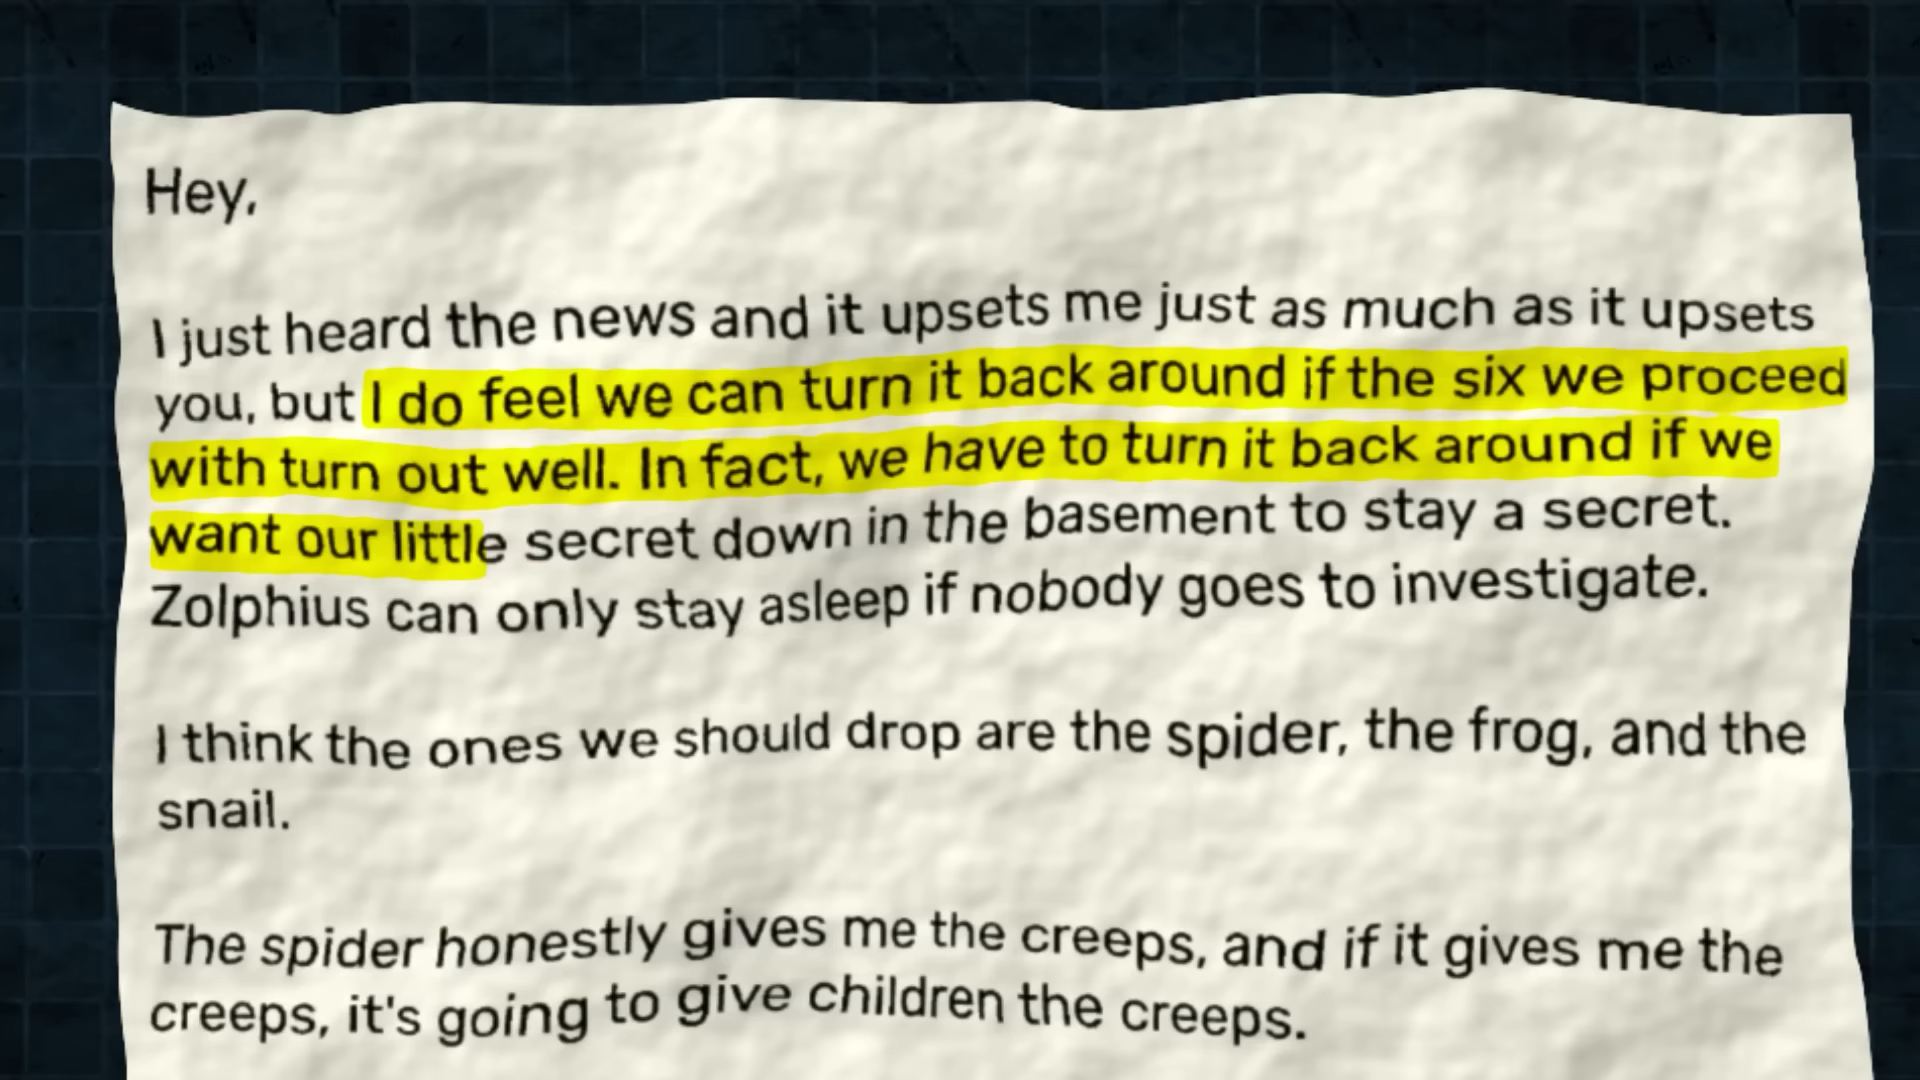 Hey,
I just heard the news and it upsets me just as much as it upsets
you, but I do feel we can turn it back around if the six we proceed
with turn out well. In fact, we have to turn it back around if we
want our little secret down in the basement to stay a secret.
Zolphius can only stay asleep if nobody goes to investigate.
I think the ones we should drop are the spider, the frog, and the
snail.
The spider honestly gives me the creeps, and if it gives me the
creeps, it's going to give children the creeps.